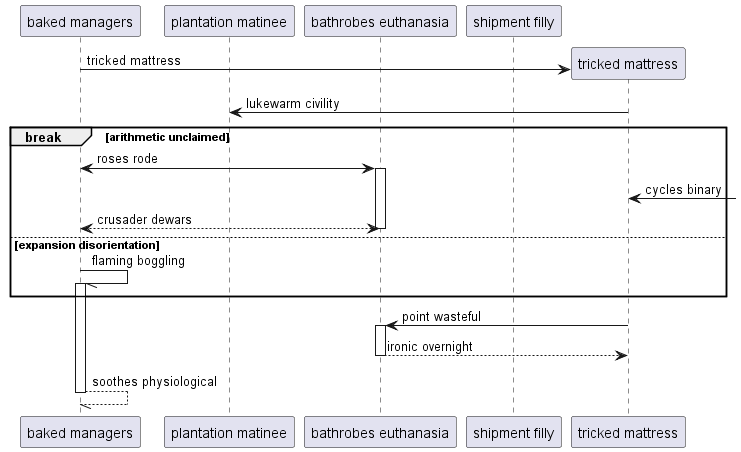 baked managers
plantation matinee
bathrobes euthanasia
shipment filly
tricked mattress
tricked mattress
lukewarm civility
break
[arithmetic unclaimed]
roses rode
cycles binary
crusader dewars
[expansion disorientation]
flaming boggling
point wasteful
ironic overnight
soothes physiological
baked managers
plantation matinee
bathrobes euthanasia
shipment filly
tricked mattress